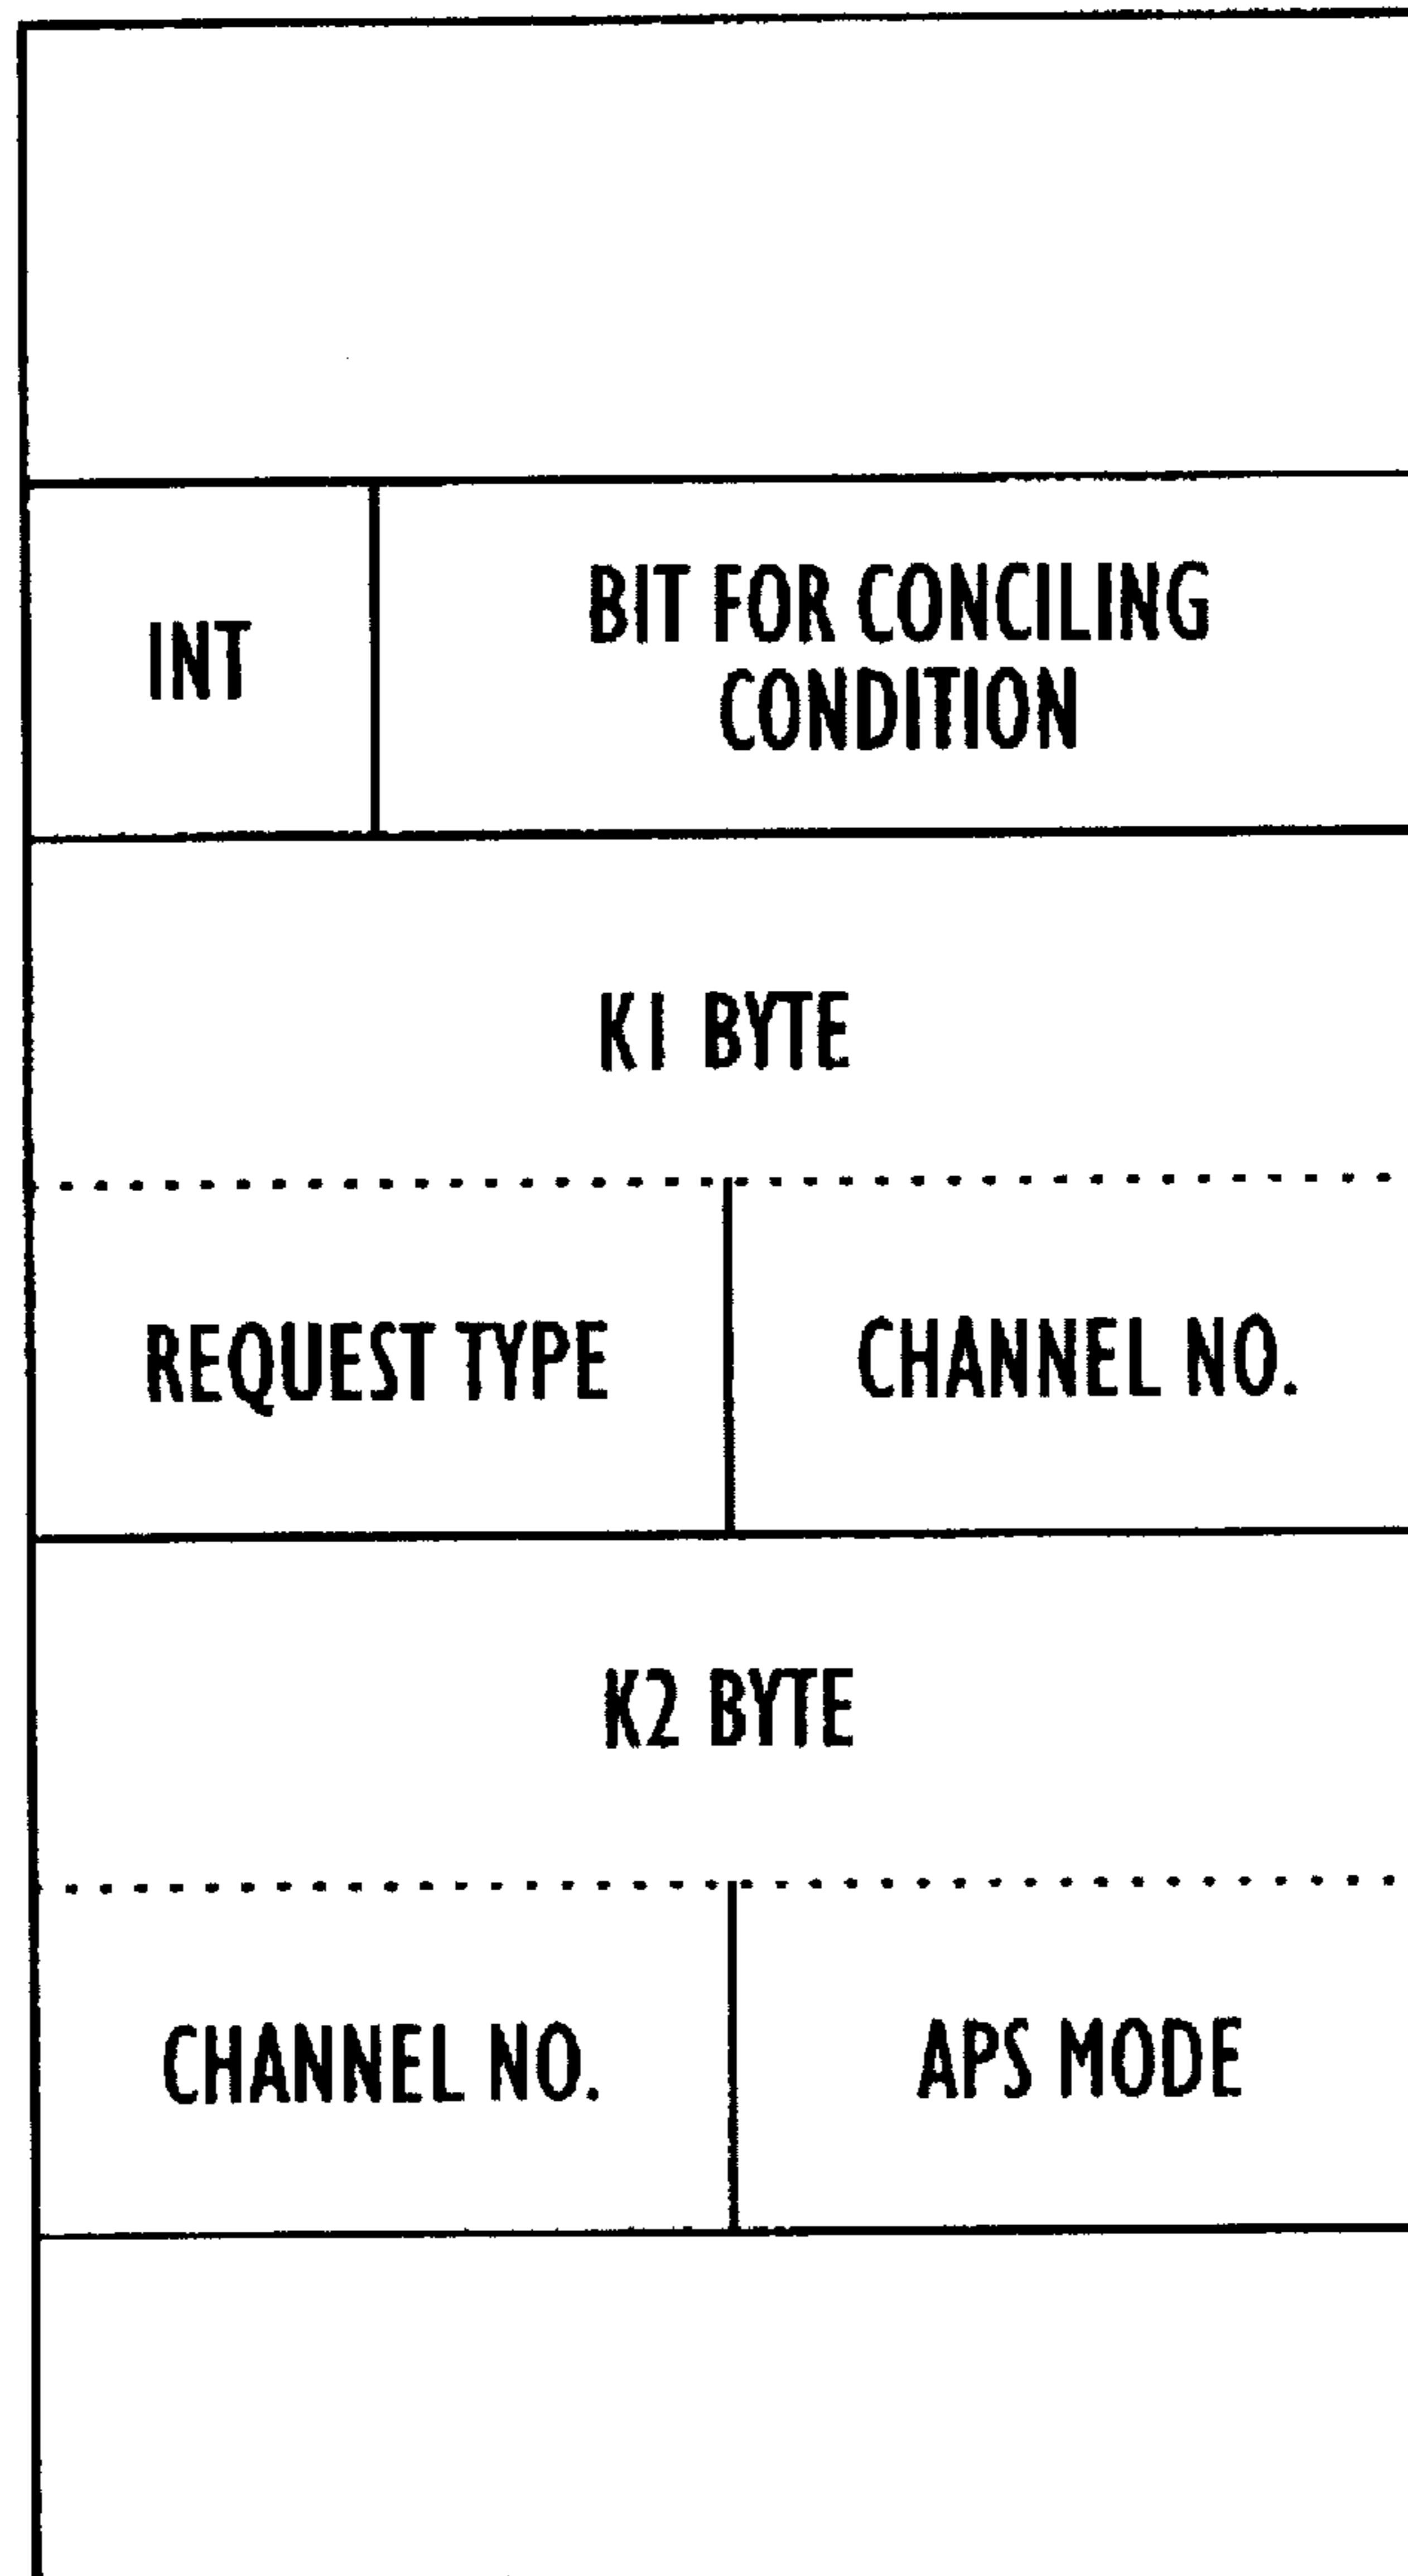 INT
BIT FOR CONCILING
CONDITION
K1 BYTE
REQUEST TYPE
CHANNEL NO.
K2 BYTE
CHANNEL NO.
APS MODE